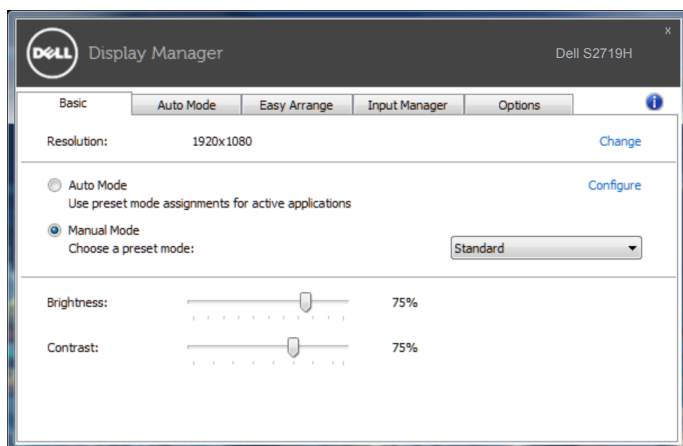 DELL Display Manager
Dell S2719H
x
Basic
Auto Mode
Easy Arrange
Input Manager
Options
i
Resolution: 1920x1080 Change
Auto Mode Configure
Use preset mode assignments for active applications
Manual Mode
Choose a preset mode: Standard
Brightness: 75%
Contrast: 75%